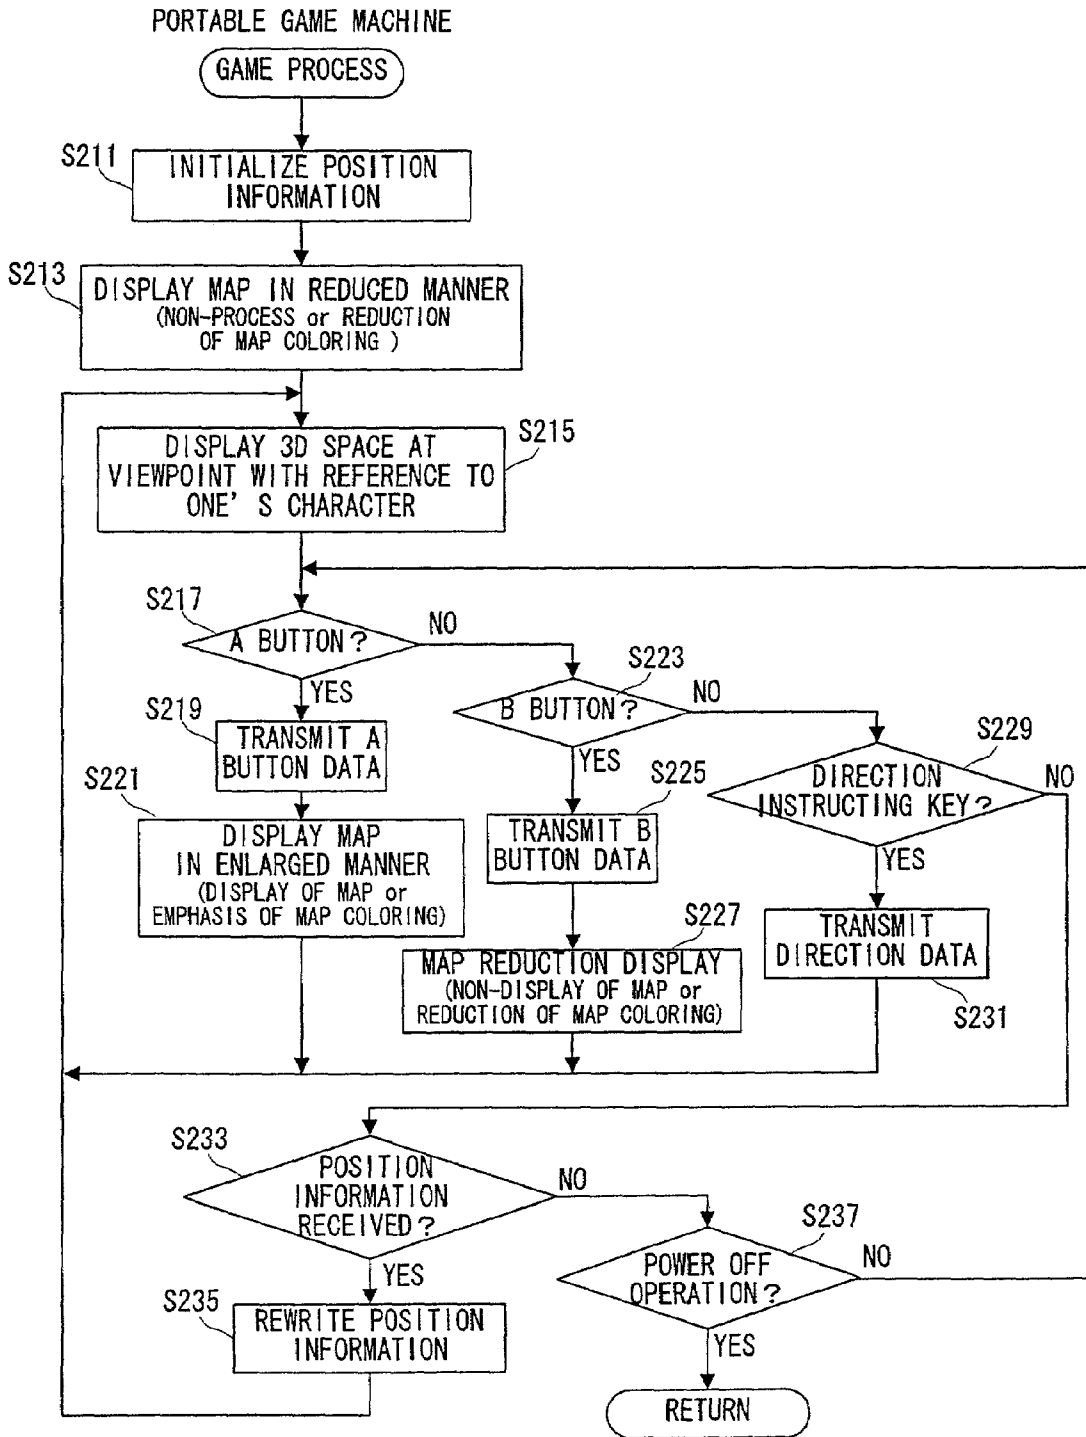 PORTABLE GAME MACHINE
GAME PROCESS
S211
INITIALIZE POSITION
INFORMATION
S213
DISPLAY MAP IN REDUCED MANNER
(NON-PROCESS or REDUCTION
OF MAP COLORING )
S215
DISPLAY 3D SPACE AT
VIEWPOINT WITH REFERENCE TO
ONE' S CHARACTER
S217
A BUTTON?
NO
YES
S219
TRANSMIT A
BUTTON DATA
S221
DISPLAY MAP
IN ENLARGED MANNER
(DISPLAY OF MAP or
EMPHASIS OF MAP COLORING)
S223
B BUTTON?
NO
YES
S225
TRANSMIT B
BUTTON DATA
S227
MAP REDUCTION DISPLAY
(NON-DISPLAY OF MAP or
REDUCTION OF MAP COLORING)
S229
DIRECTION
INSTRUCTING KEY?
NO
YES
TRANSMIT
DIRECTION DATA
S231
S233
POSITION
INFORMATION
RECEIVED?
NO
YES
S235
REWRITE POSITION
INFORMATION
S237
POWER OFF
OPERATION?
NO
YES
RETURN